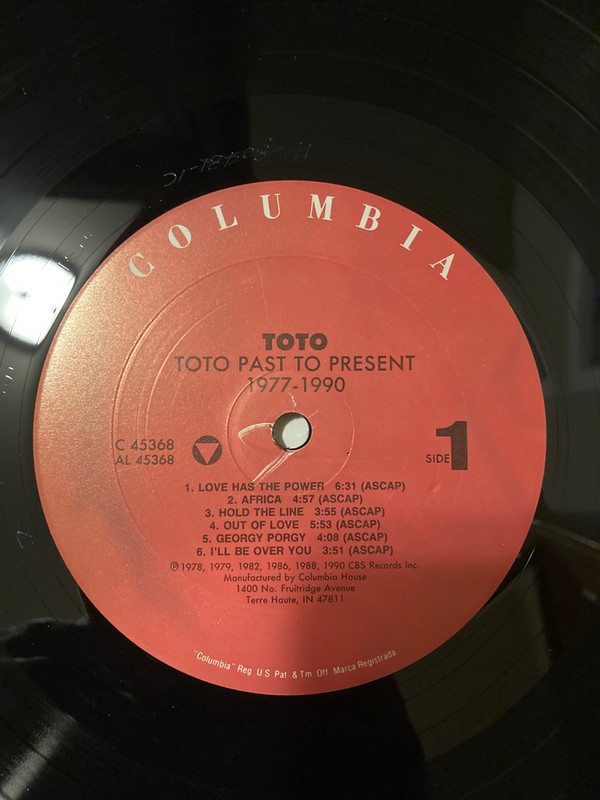 COLUMBIA
TOTO
TOTO PAST TO PRESENT
1977-1990
C 45368
AL 45368
SIDE 1
1. LOVE HAS THE POWER 6:31 (ASCAP)
2. AFRICA 4:57 (ASCAP)
3. HOLD THE LINE 3:55 (ASCAP)
4. OUT OF LOVE 5:53 (ASCAP)
5. GEORGY PORGY 4:08 (ASCAP)
6. I'LL BE OVER YOU 3:51 (ASCAP)
℗ 1978, 1979, 1982, 1986, 1988, 1990 CBS Records Inc.
Manufactured by Columbia House
1400 No. Fruitridge Avenue
Terre Haute, IN 47811
"Columbia" Reg U.S Pat & Tm Off Marca Registrada